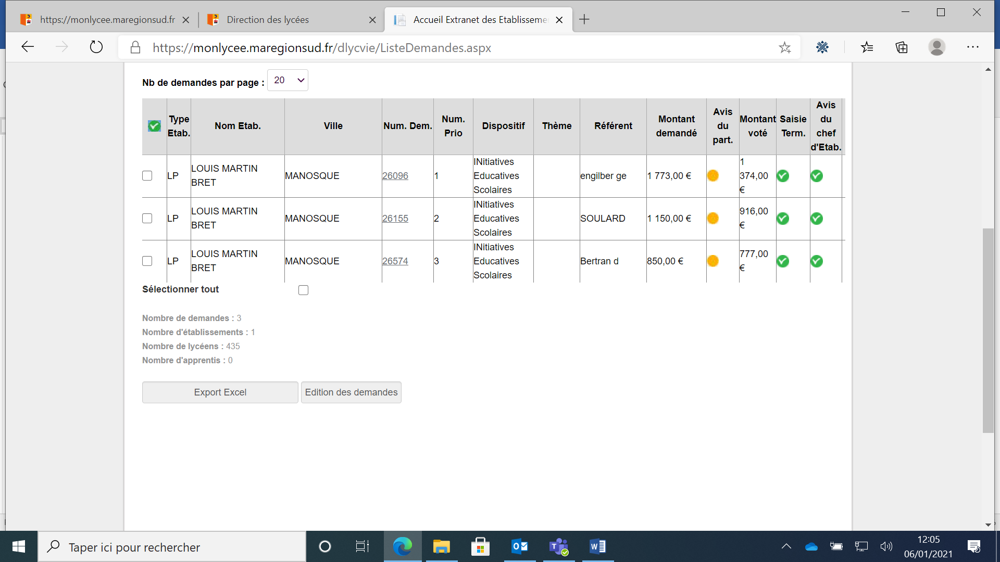 https://monlycee.maregionsud.fr
Direction des lycées
Accueil Extranet des Etablisseme
https://monlycee.maregionsud.fr/dlycvie/ListeDemandes.aspx
Nb de demandes par page : 20
Type Etab. Nom Etab. Ville Num. Dem. Num. Prio Dispositif Thème Référent Montant demandé Avis du part. Montant voté Saisie Term. Avis du chef d'Etab.
LP LOUIS MARTIN BRET MANOSQUE 26096 1 INitiatives Educatives Scolaires engilber ge 1 773,00 € 1 374,00 €
LP LOUIS MARTIN BRET MANOSQUE 26155 2 INitiatives Educatives Scolaires SOULARD 1 150,00 € 916,00 €
LP LOUIS MARTIN BRET MANOSQUE 26574 3 INitiatives Educatives Scolaires Bertran d 850,00 € 777,00 €
Sélectionner tout
Nombre de demandes : 3
Nombre d'établissements : 1
Nombre de lycéens : 435
Nombre d'apprentis : 0
Export Excel
Edition des demandes
Taper ici pour rechercher
12:05
06/01/2021